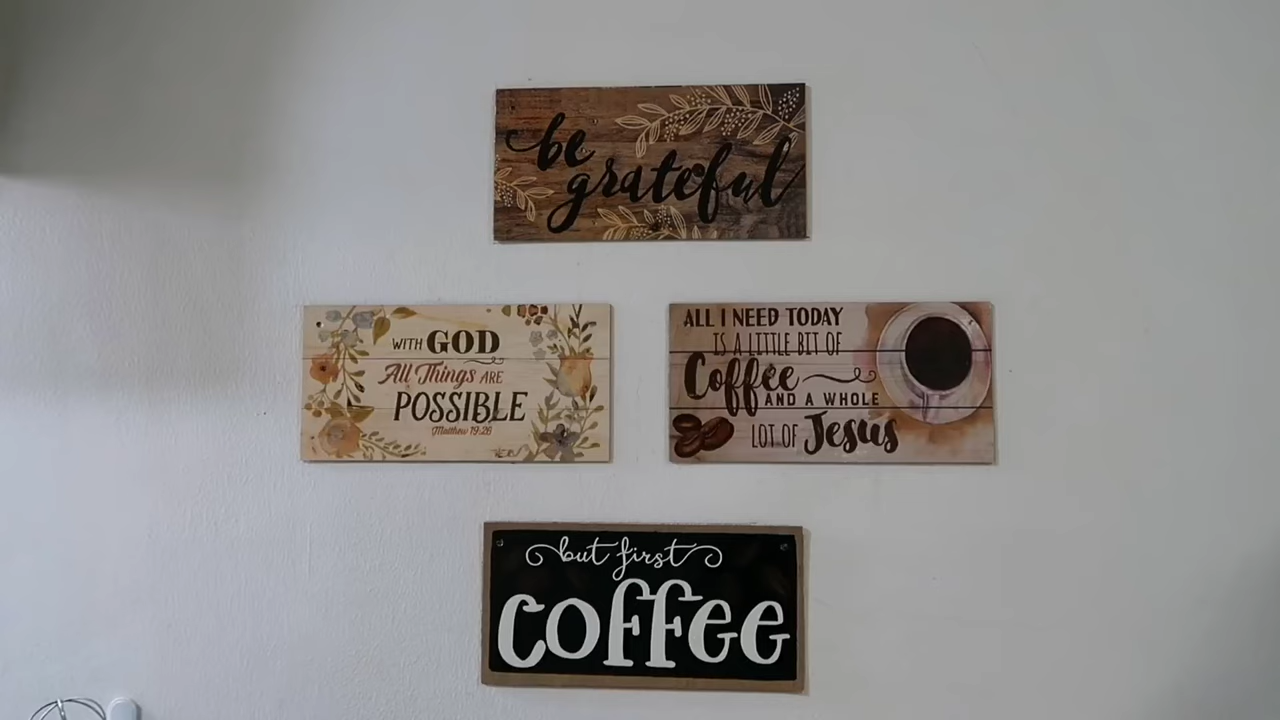 be
grateful
WITH GOD
All Things ARE
POSSIBLE
Matthew 19:26
ALL I NEED TODAY
IS A LITTLE BIT OF
Coffee
AND A WHOLE
LOT OF Jesus
but first
coffee